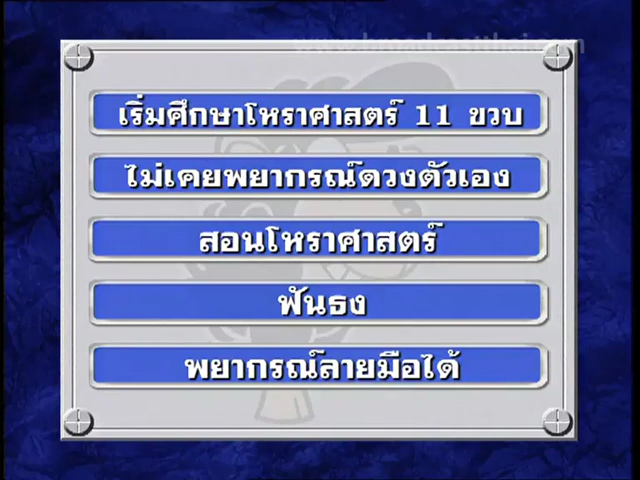 www.broadcastthai.com
เริ่มศึกษาโหราศาสตร์ 11 ขวบ
ไม่เคยพยากรณ์ดวงตัวเอง
สอนโหราศาสตร์
ฟันธง
พยากรณ์ลายมือได้